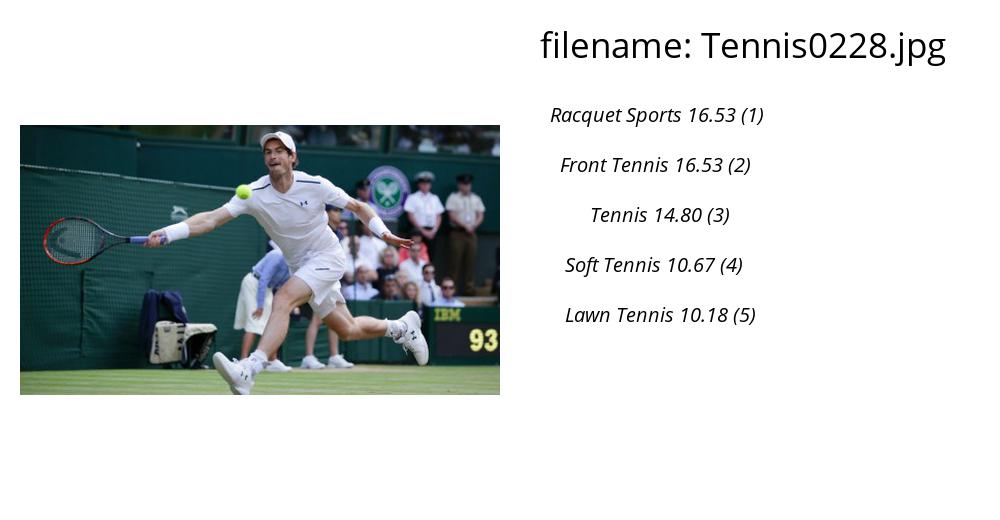 filename: Tennis0228.jpg
Racquet Sports 16.53 (1)
Front Tennis 16.53 (2)
Tennis 14.80 (3)
Soft Tennis 10.67 (4)
Lawn Tennis 10.18 (5)
IBM
93